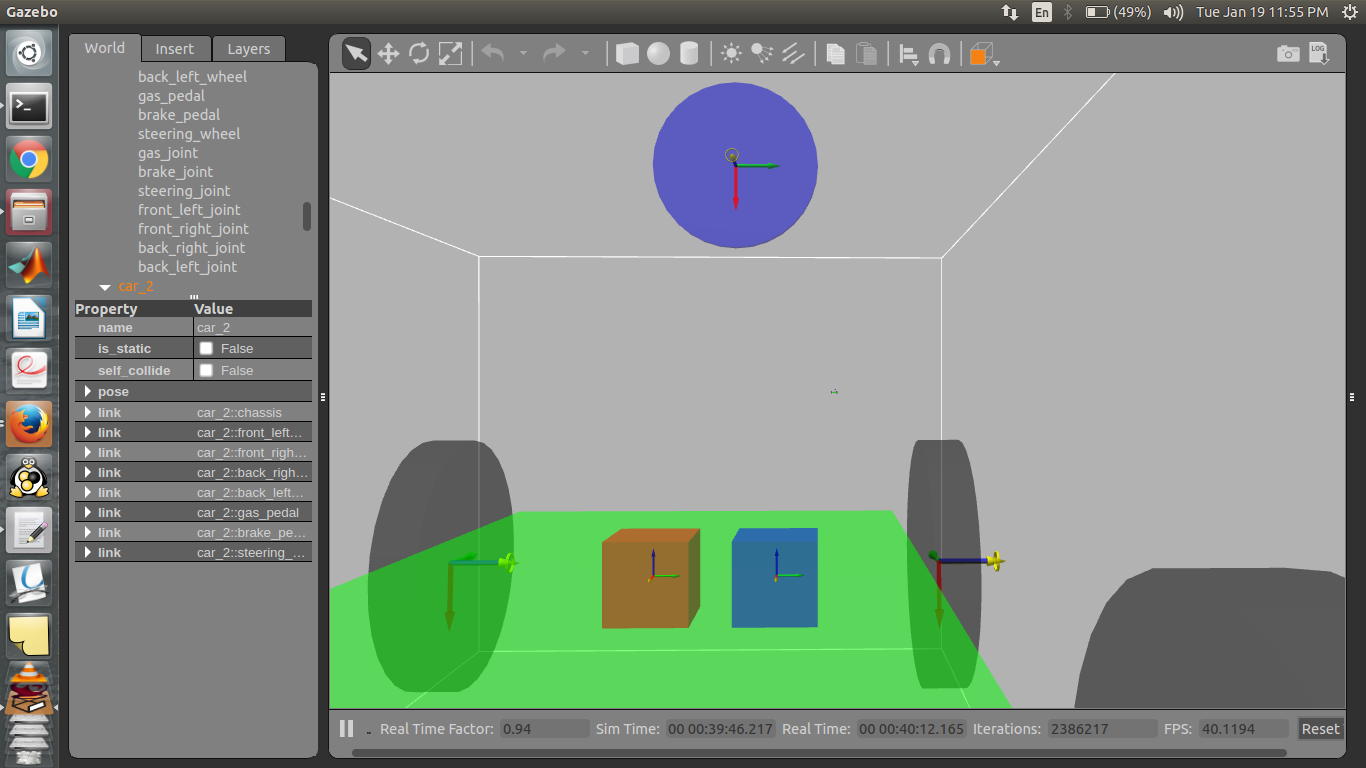 Gazebo
En (49%) Tue Jan 19 11:55 PM
World Insert Layers
back_left_wheel
gas_pedal
brake_pedal
steering_wheel
gas_joint
brake_joint
steering_joint
front_left_joint
front_right_joint
back_right_joint
back_left_joint
car_2
Property Value
name car_2
is_static False
self_collide False
pose
link car_2::chassis
link car_2::front_left...
link car_2::front_righ...
link car_2::back_righ...
link car_2::back_left...
link car_2::gas_pedal
link car_2::brake_pe...
link car_2::steering_...
LOG
Real Time Factor: 0.94 Sim Time: 00 00:39:46.217 Real Time: 00 00:40:12.165 Iterations: 2386217 FPS: 40.1194 Reset